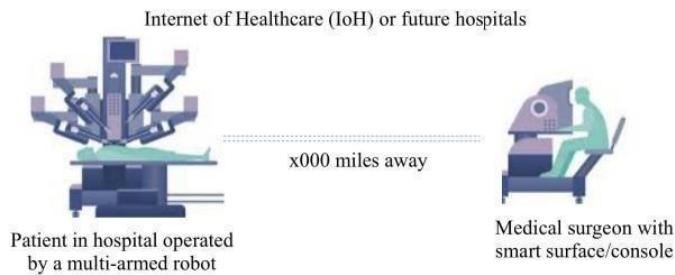 Internet of Healthcare (IoH) or future hospitals
x000 miles away
Patient in hospital operated
by a multi-armed robot
Medical surgeon with
smart surface/console